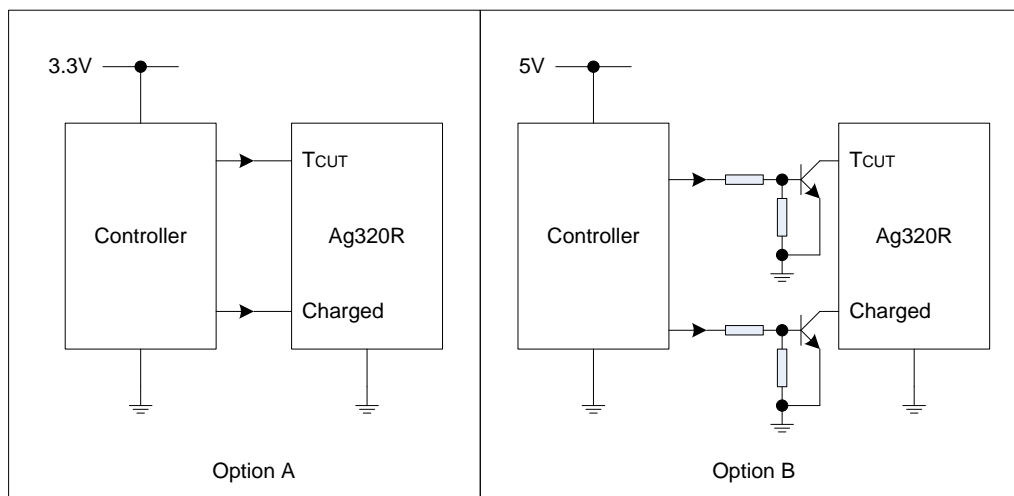 3.3V
TCUT
Controller
Ag320R
Charged
Option A
5V
TCUT
Controller
Ag320R
Charged
Option B